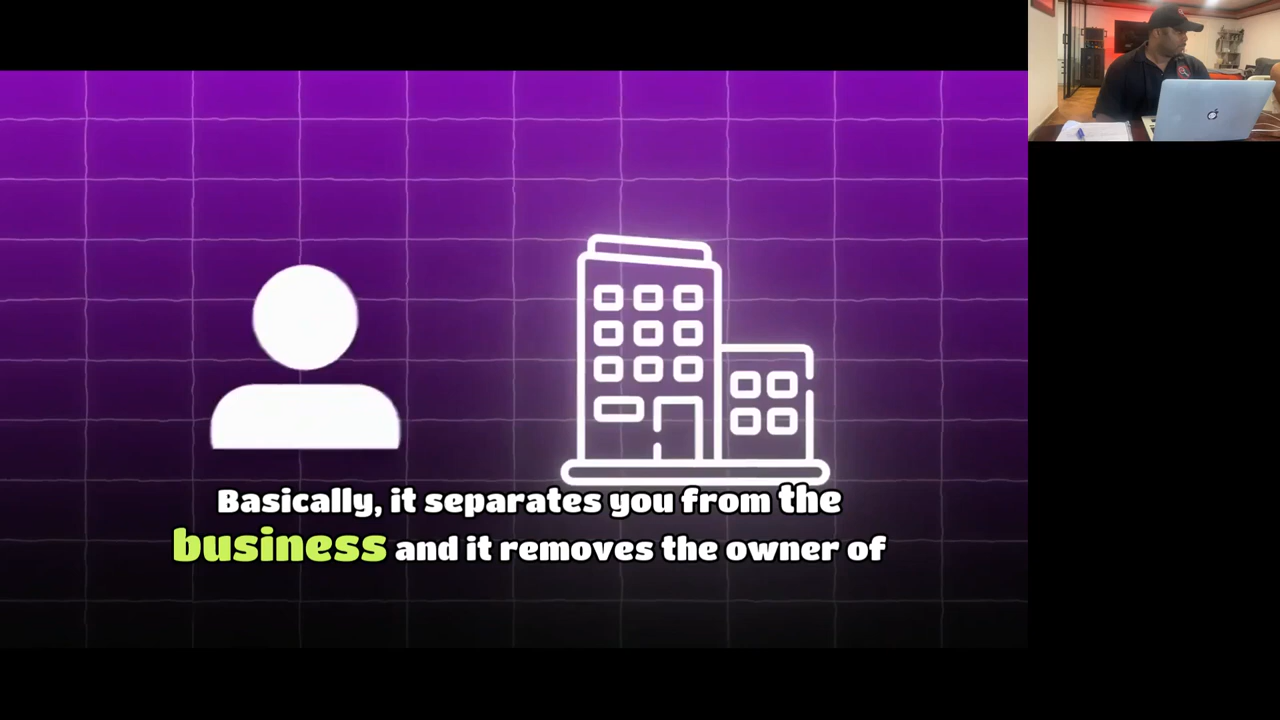 Basically, it separates you from the
business and it removes the owner of